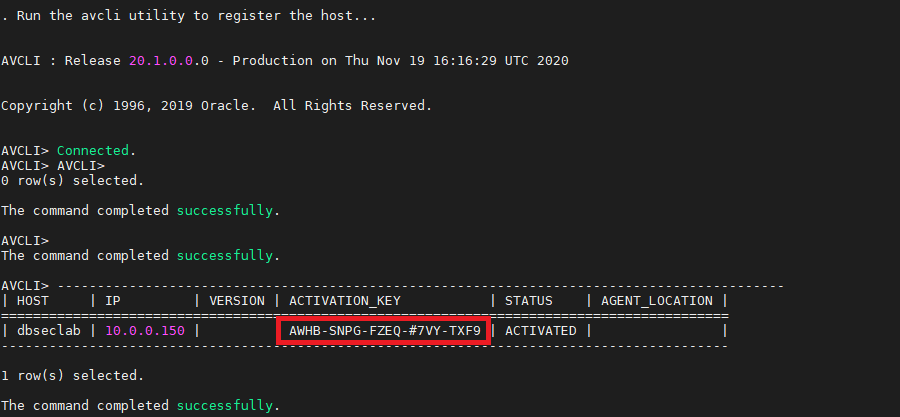 . Run the avcli utility to register the host...
AVCLI : Release 20.1.0.0.0 - Production on Thu Nov 19 16:16:29 UTC 2020
Copyright (c) 1996, 2019 Oracle.  All Rights Reserved.
AVCLI> Connected.
AVCLI> AVCLI>
0 row(s) selected.
The command completed successfully.
AVCLI>
The command completed successfully.
AVCLI> -------------------------------------------------------------------------------------------
| HOST     | IP         | VERSION | ACTIVATION_KEY           | STATUS    | AGENT_LOCATION |
===========================================================================================
| dbseclab | 10.0.0.150 |         | AWHB-SNPG-FZEQ-#7VY-TXF9 | ACTIVATED |                |
-------------------------------------------------------------------------------------------
1 row(s) selected.
The command completed successfully.